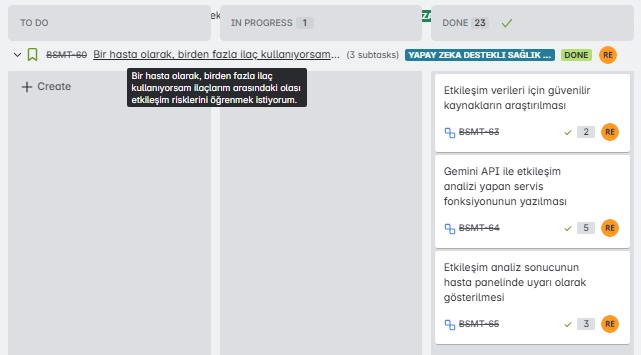 TO DO
IN PROGRESS 1
DONE 23
BSMT-60 Bir hasta olarak, birden fazla ilaç kullanıyorsam... (3 subtasks) YAPAY ZEKA DESTEKLİ SAĞLIK ... DONE RE
Bir hasta olarak, birden fazla ilaç
kullanıyorsam ilaçlarım arasındaki olası
etkileşim risklerini öğrenmek istiyorum.
+ Create
Etkileşim verileri için güvenilir
kaynakların araştırılması
BSMT-63 2 RE
Gemini API ile etkileşim
analizi yapan servis
fonksiyonunun yazılması
BSMT-64 5 RE
Etkileşim analiz sonucunun
hasta panelinde uyarı olarak
gösterilmesi
BSMT-65 3 RE